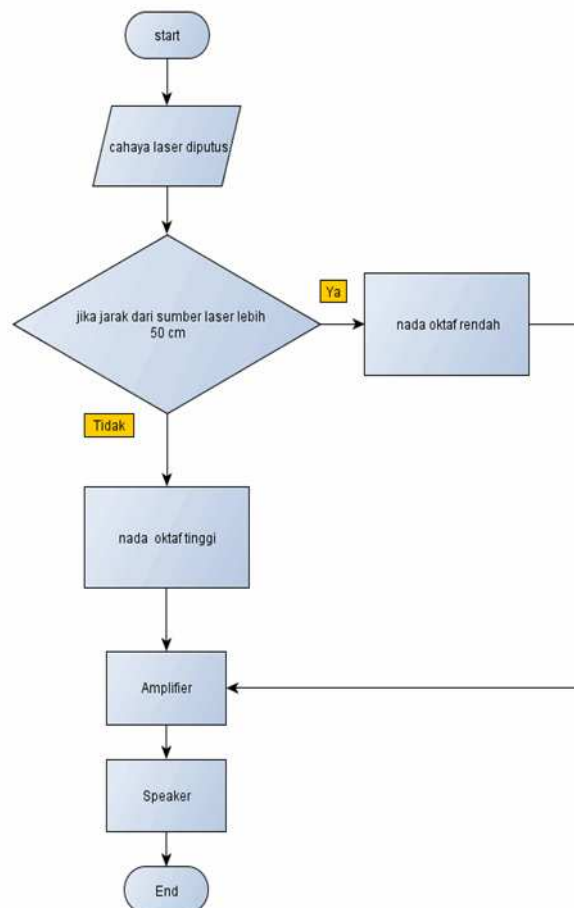 start
cahaya laser diputus
jika jarak dari sumber laser lebih
50 cm
Ya
nada oktaf rendah
Tidak
nada oktaf tinggi
Amplifier
Speaker
End